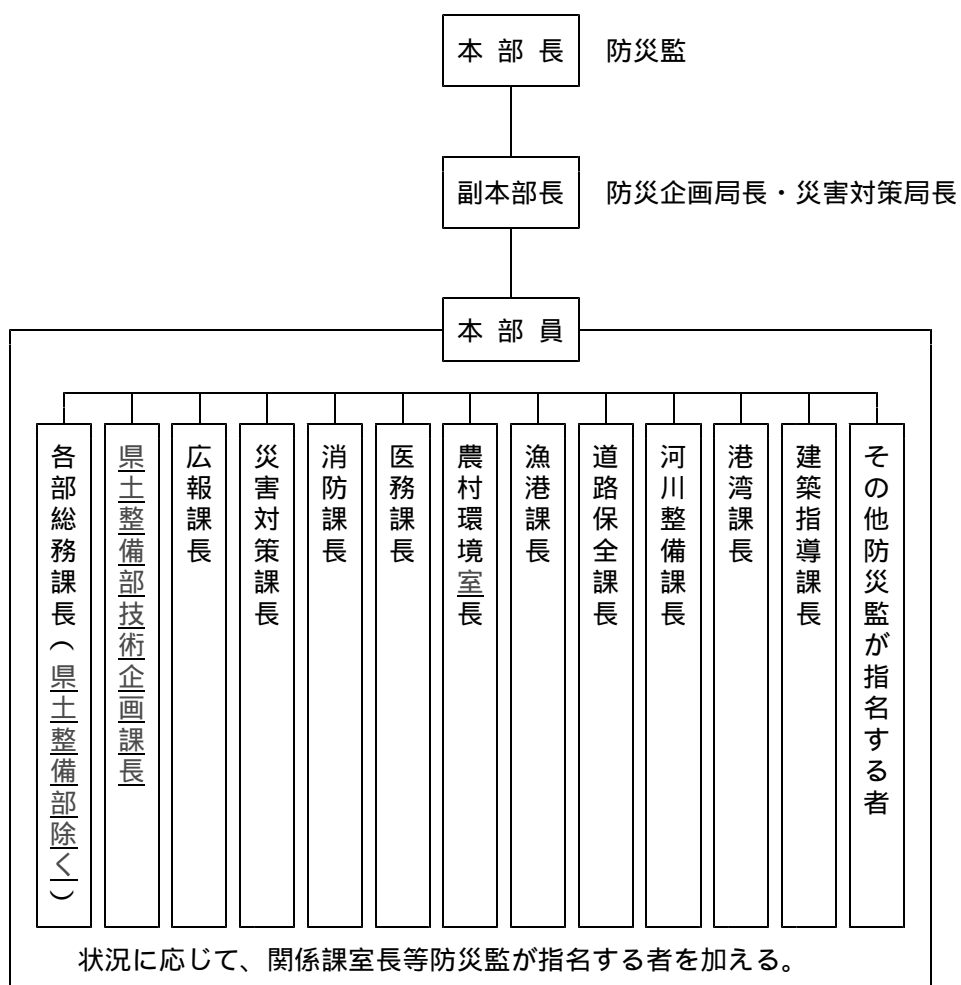 本部長 防災監
副本部長 防災企画局長・災害対策局長
本部員
各部総務課長(県土整備部除く)
県土整備部技術企画課長
広報課長
災害対策課長
消防課長
医務課長
農村環境室長
漁港課長
道路保全課長
河川整備課長
港湾課長
建築指導課長
その他防災監が指名する者
状況に応じて、関係課室長等防災監が指名する者を加える。